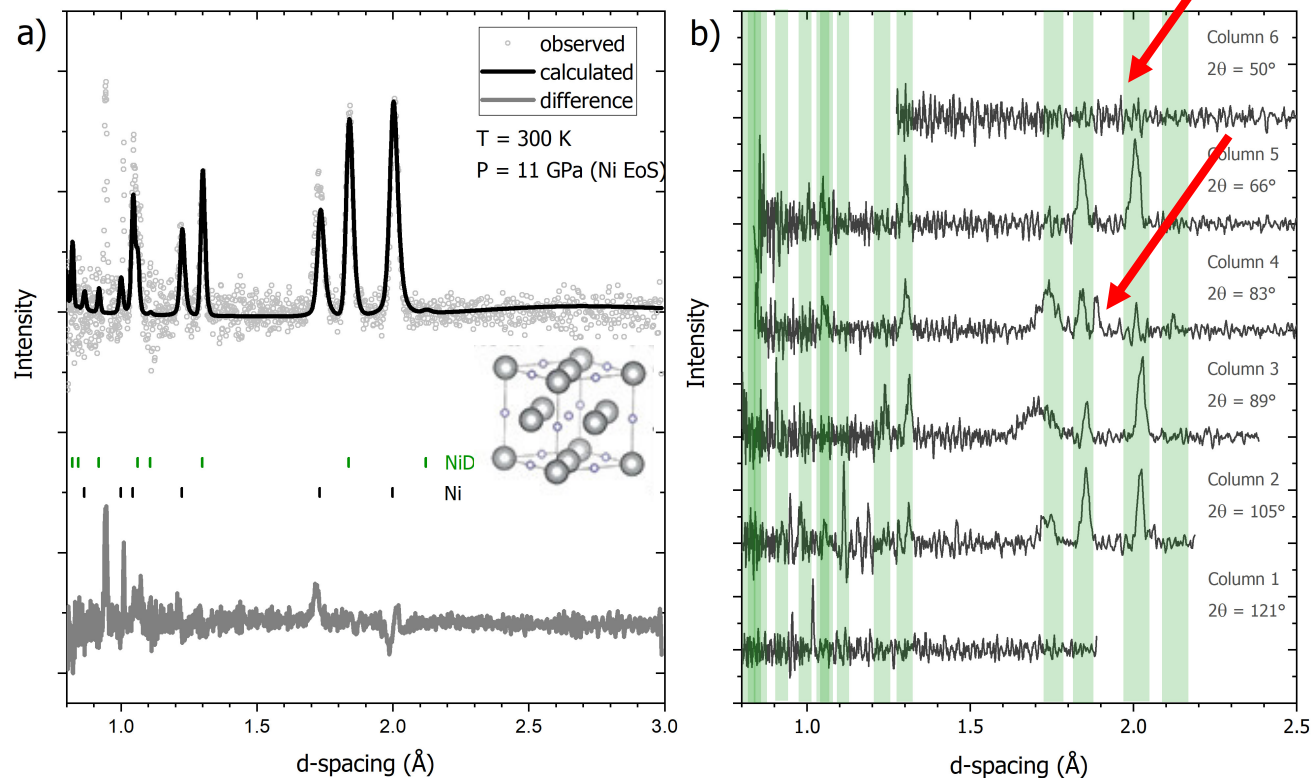 a)
observed
calculated
difference
T = 300 K
P = 11 GPa (Ni EoS)
Intensity
NiD
Ni
1.0
1.5
2.0
2.5
3.0
d-spacing (Å)
b)
Column 6
2θ = 50°
Column 5
2θ = 66°
Column 4
2θ = 83°
Column 3
2θ = 89°
Column 2
2θ = 105°
Column 1
2θ = 121°
Intensity
1.0
1.5
2.0
2.5
d-spacing (Å)